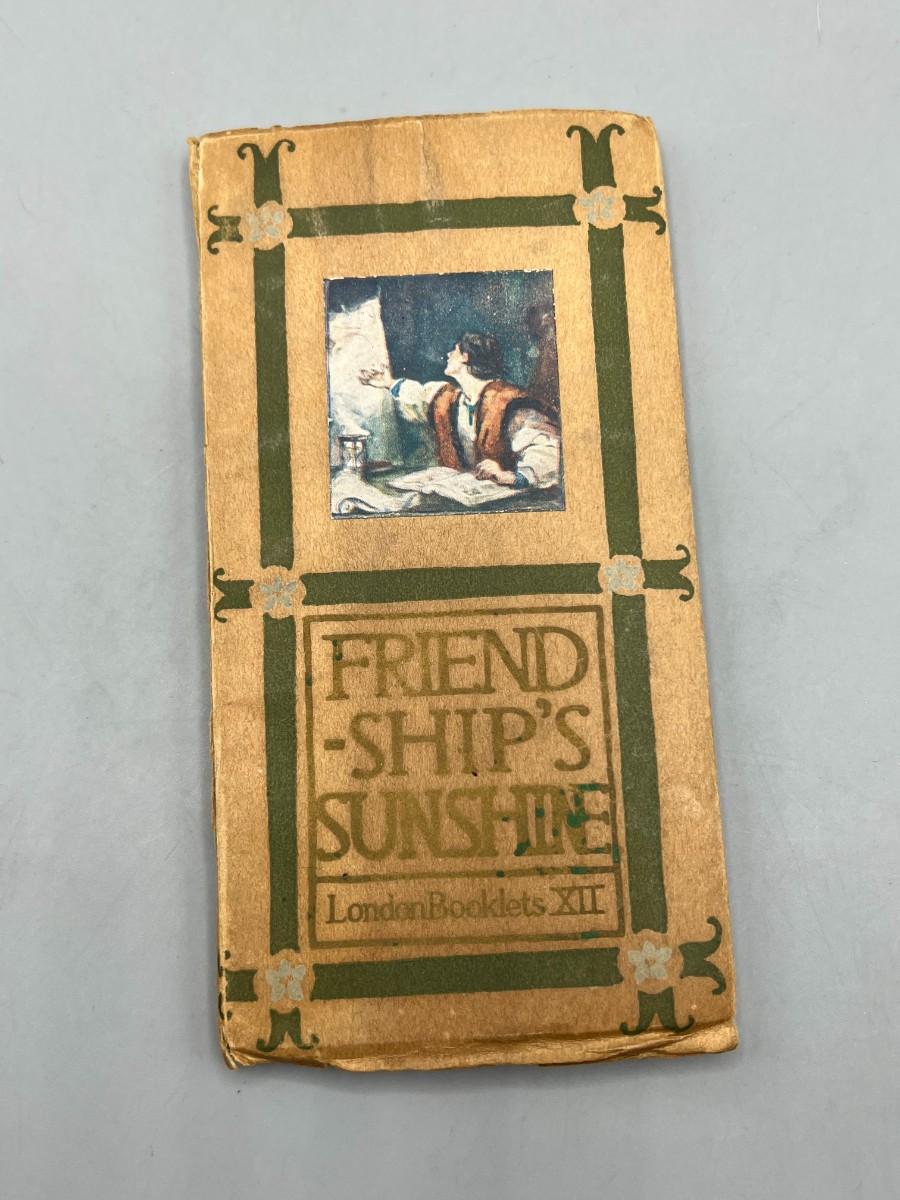 FRIEND
-SHIP'S
SUNSHINE
London Booklets XII